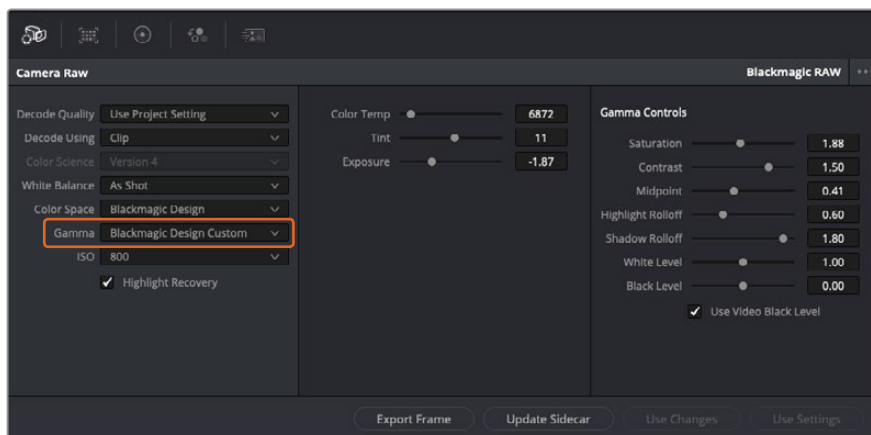 Camera Raw
Blackmagic RAW
Decode Quality Use Project Setting
Decode Using Clip
Color Science Version 4
White Balance As Shot
Color Space Blackmagic Design
Gamma Blackmagic Design Custom
ISO 800
Highlight Recovery
Color Temp 6872
Tint 11
Exposure -1.87
Gamma Controls
Saturation 1.88
Contrast 1.50
Midpoint 0.41
Highlight Rolloff 0.60
Shadow Rolloff 1.80
White Level 1.00
Black Level 0.00
Use Video Black Level
Export Frame
Update Sidecar
Use Changes
Use Settings